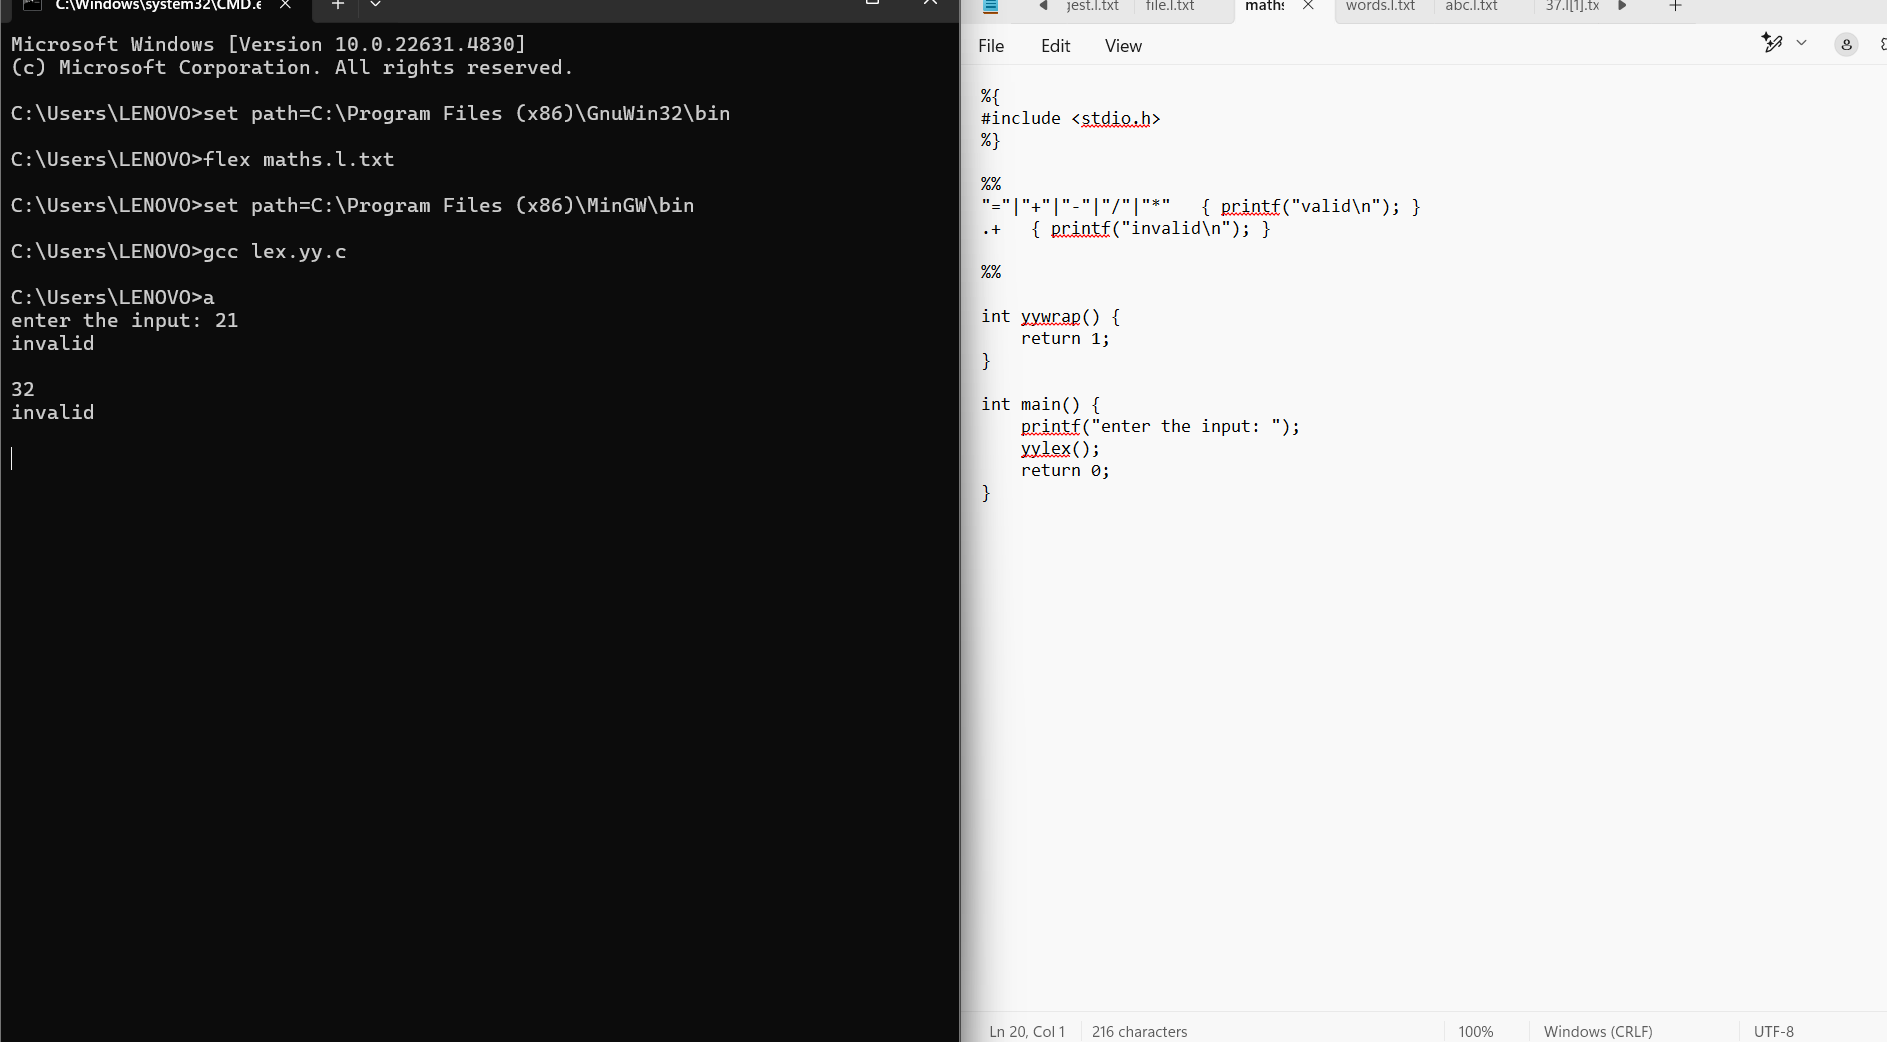 C:\Windows\system32\CMD.e
Microsoft Windows [Version 10.0.22631.4830]
(c) Microsoft Corporation. All rights reserved.
C:\Users\LENOVO>set path=C:\Program Files (x86)\GnuWin32\bin
C:\Users\LENOVO>flex maths.l.txt
C:\Users\LENOVO>set path=C:\Program Files (x86)\MinGW\bin
C:\Users\LENOVO>gcc lex.yy.c
C:\Users\LENOVO>a
enter the input: 21
invalid
32
invalid
gest.l.txt file.l.txt maths words.l.txt abc.l.txt 37.l[1].tx
File Edit View
%{
#include <stdio.h>
%}
%%
"="|"+"|"-"|"/"|"*"   { printf("valid\n"); }
.+   { printf("invalid\n"); }
%%
int yywrap() {
    return 1;
}
int main() {
    printf("enter the input: ");
    yylex();
    return 0;
}
Ln 20, Col 1 216 characters 100% Windows (CRLF) UTF-8